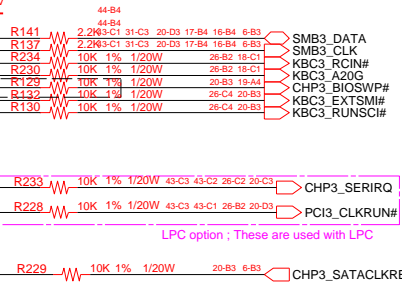 44-B4
44-B4
R141 2.2K 43-C1 31-C3 20-D3 17-B4 16-B4 6-B3 SMB3_DATA
R137 2.2K 43-C1 31-C3 20-D3 17-B4 16-B4 6-B3 SMB3_CLK
R234 10K 1% 1/20W 26-B2 18-C1 KBC3_RCIN#
R230 10K 1% 1/20W 26-B2 18-C1 KBC3_A20G
R129 10K 1% 1/20W 20-B3 19-A4 CHP3_BIOSWP#
R132 10K 1% 1/20W 26-C4 20-B3 KBC3_EXTSMI#
R130 10K 1% 1/20W 26-C4 20-B3 KBC3_RUNSCI#
R233 10K 1% 1/20W 43-C3 43-C2 26-C2 20-C3 CHP3_SERIRQ
R228 10K 1% 1/20W 43-C3 43-C1 26-B2 20-D3 PCI3_CLKRUN#
LPC option ; These are used with LPC
R229 10K 1% 1/20W 20-B3 6-B3 CHP3_SATACLKRE